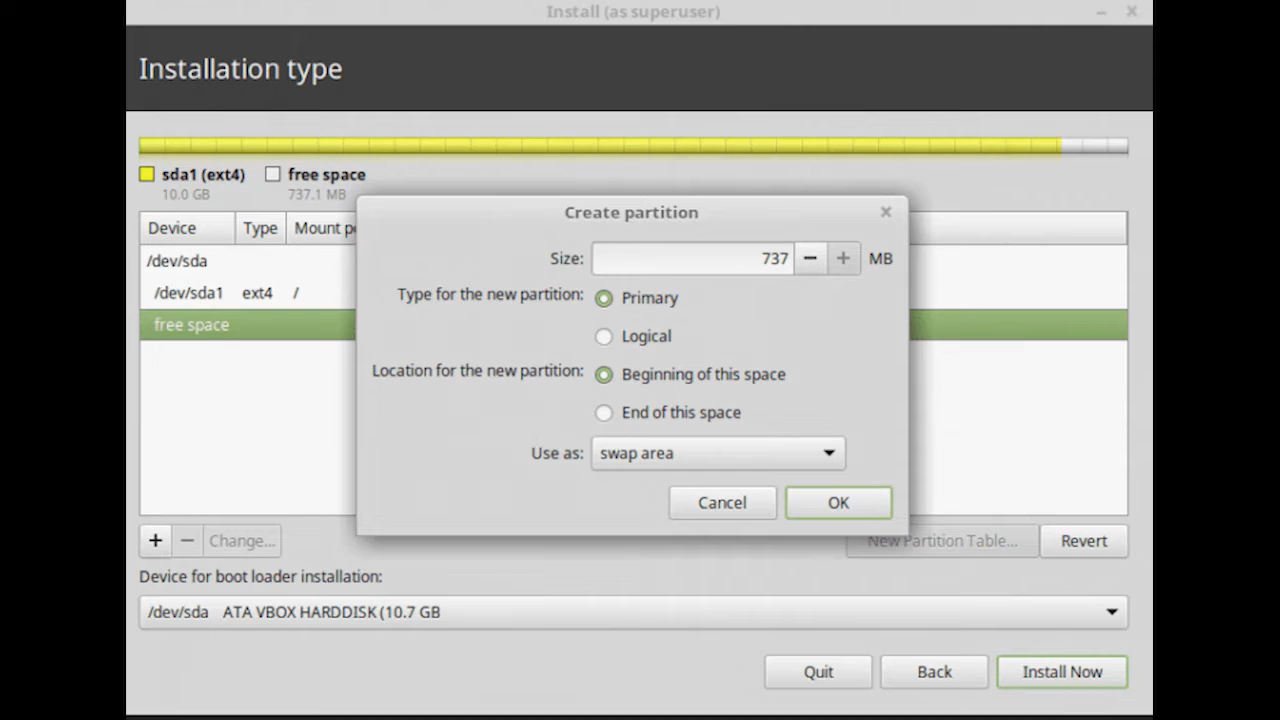 Install (as superuser)
Installation type
sda1 (ext4) free space
10.0 GB 737.1 MB
Device Type Mount
/dev/sda
/dev/sda1 ext4 /
free space
Create partition
Size: 737 MB
Type for the new partition: Primary
Logical
Location for the new partition: Beginning of this space
End of this space
Use as: swap area
Cancel OK
+ − Change... New Partition Table... Revert
Device for boot loader installation:
/dev/sda ATA VBOX HARDDISK (10.7 GB
Quit Back Install Now